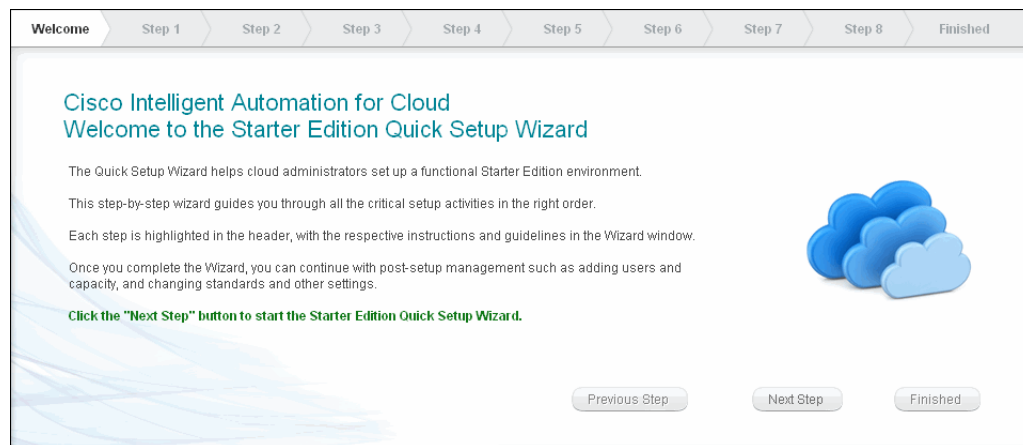 Welcome Step 1 Step 2 Step 3 Step 4 Step 5 Step 6 Step 7 Step 8 Finished
Cisco Intelligent Automation for Cloud
Welcome to the Starter Edition Quick Setup Wizard
The Quick Setup Wizard helps cloud administrators set up a functional Starter Edition environment.
This step-by-step wizard guides you through all the critical setup activities in the right order.
Each step is highlighted in the header, with the respective instructions and guidelines in the Wizard window.
Once you complete the Wizard, you can continue with post-setup management such as adding users and
capacity, and changing standards and other settings.
Click the "Next Step" button to start the Starter Edition Quick Setup Wizard.
Previous Step Next Step Finished